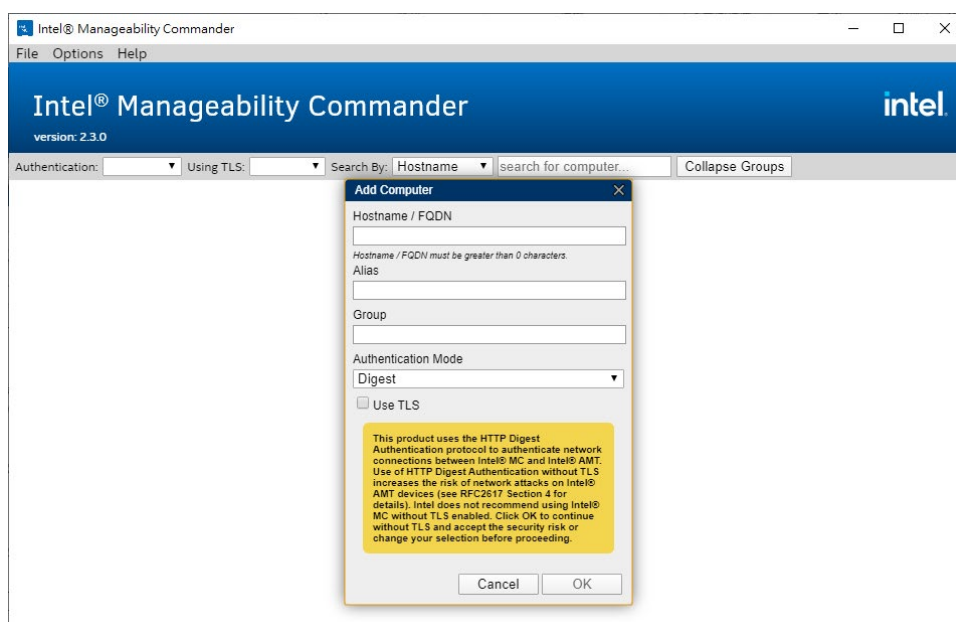 Intel® Manageability Commander
File Options Help
Intel® Manageability Commander
intel.
version: 2.3.0
Authentication: Using TLS: Search By: Hostname search for computer... Collapse Groups
Add Computer
Hostname / FQDN
Hostname / FQDN must be greater than 0 characters.
Alias
Group
Authentication Mode
Digest
Use TLS
This product uses the HTTP Digest
Authentication protocol to authenticate network
connections between Intel® MC and Intel® AMT.
Use of HTTP Digest Authentication without TLS
increases the risk of network attacks on Intel®
AMT devices (see RFC2617 Section 4 for
details). Intel does not recommend using Intel®
MC without TLS enabled. Click OK to continue
without TLS and accept the security risk or
change your selection before proceeding.
Cancel OK